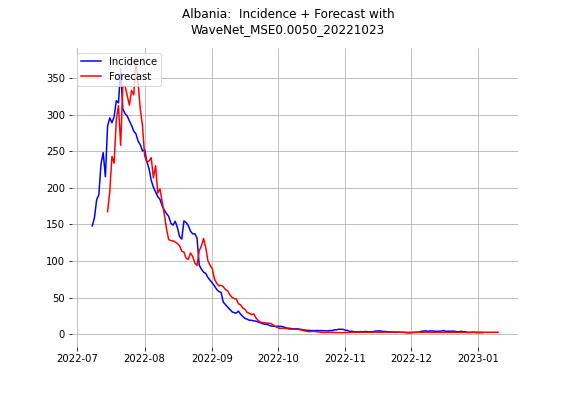 Albania:  Incidence + Forecast with
WaveNet_MSE0.0050_20221023
Incidence
Forecast
350
300
250
200
150
100
50
0
2022-07 2022-08 2022-09 2022-10 2022-11 2022-12 2023-01